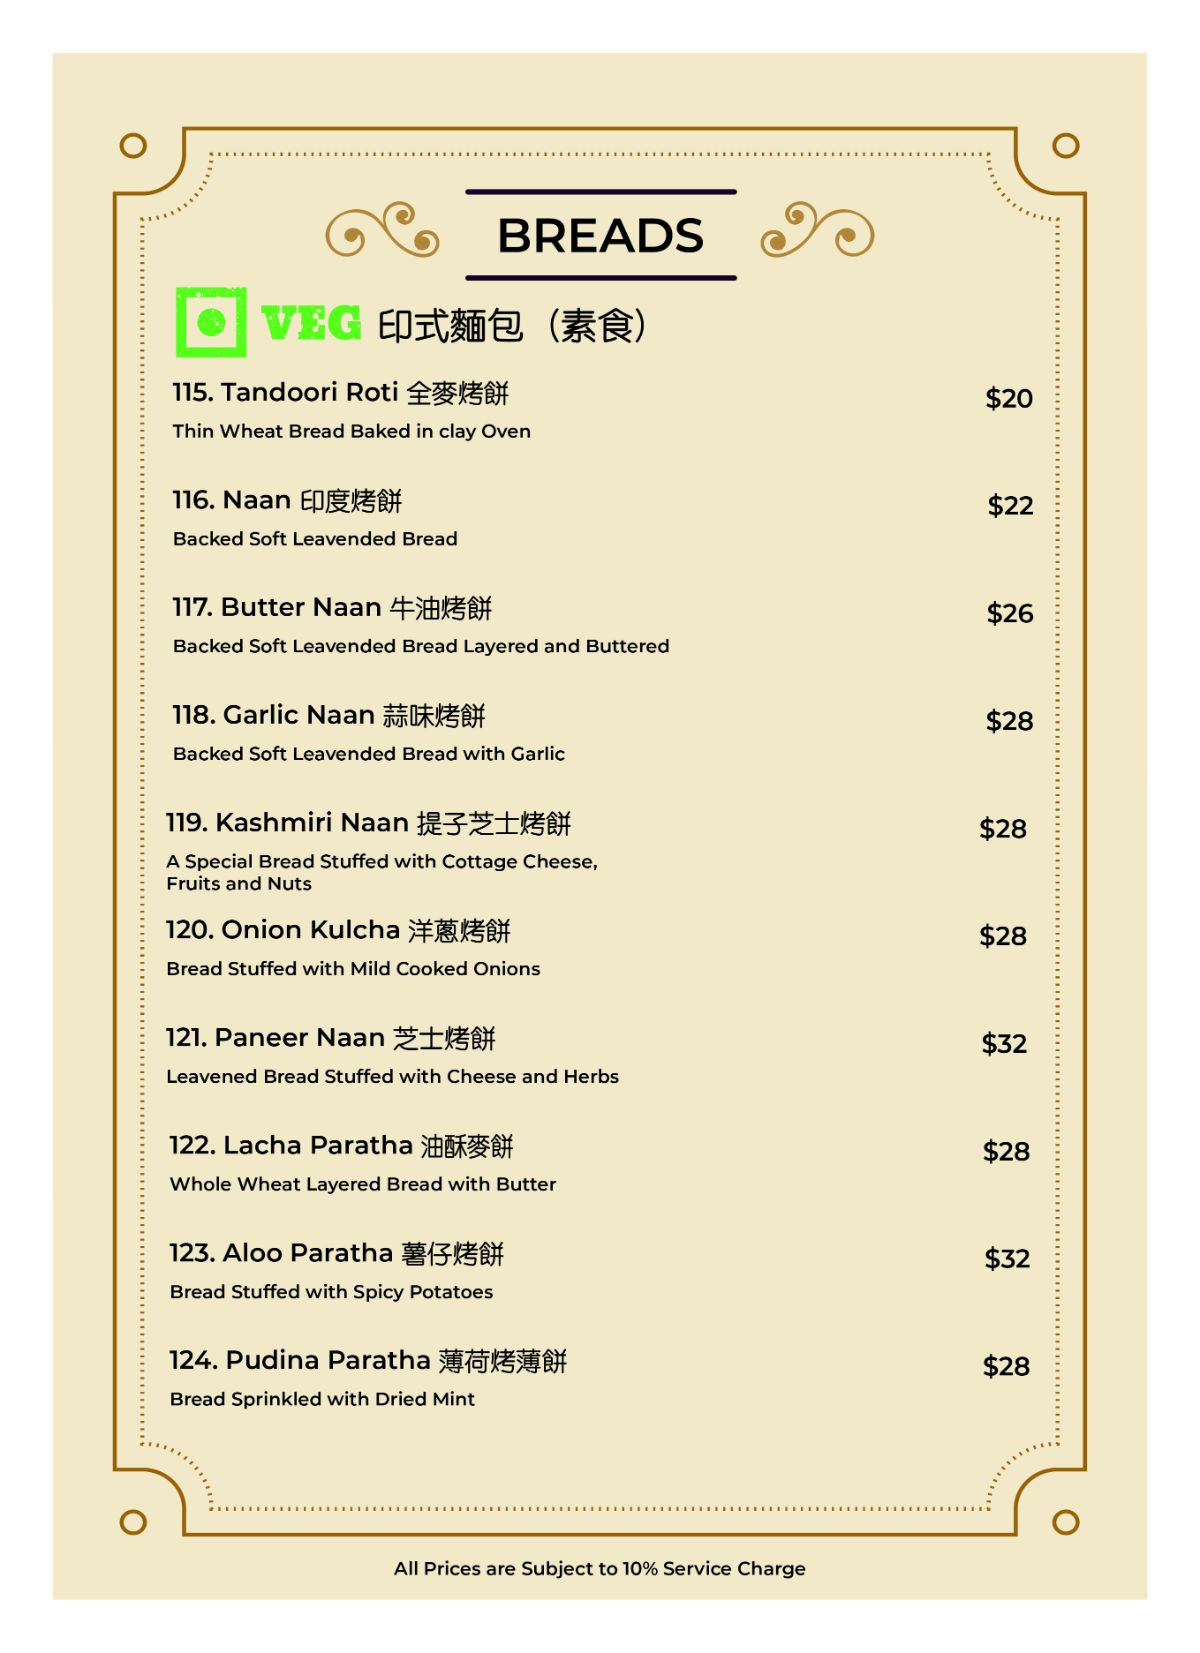 BREADS
VEG 印式麵包（素食）
115. Tandoori Roti 全麥烤餅 $20
Thin Wheat Bread Baked in clay Oven
116. Naan 印度烤餅 $22
Backed Soft Leavended Bread
117. Butter Naan 牛油烤餅 $26
Backed Soft Leavended Bread Layered and Buttered
118. Garlic Naan 蒜味烤餅 $28
Backed Soft Leavended Bread with Garlic
119. Kashmiri Naan 提子芝士烤餅 $28
A Special Bread Stuffed with Cottage Cheese,
Fruits and Nuts
120. Onion Kulcha 洋蔥烤餅 $28
Bread Stuffed with Mild Cooked Onions
121. Paneer Naan 芝士烤餅 $32
Leavened Bread Stuffed with Cheese and Herbs
122. Lacha Paratha 油酥麥餅 $28
Whole Wheat Layered Bread with Butter
123. Aloo Paratha 薯仔烤餅 $32
Bread Stuffed with Spicy Potatoes
124. Pudina Paratha 薄荷烤薄餅 $28
Bread Sprinkled with Dried Mint
All Prices are Subject to 10% Service Charge